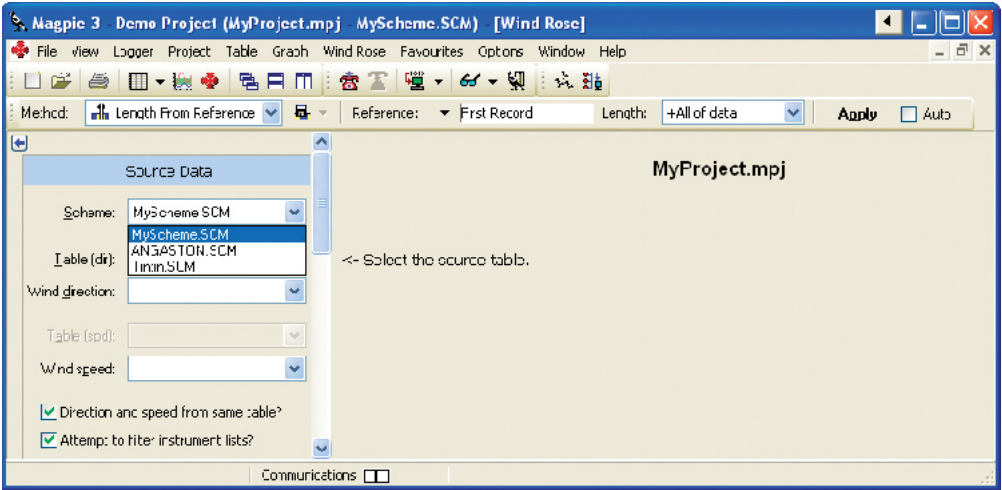 Magpie 3 - Demo Project (MyProject.mpj - MyScheme.SCM) - [Wind Rose]
File View Logger Project Table Graph Wind Rose Favourites Options Window Help
Method: Length From Reference Reference: First Record Length: +All of data Apply Auto
Source Data
MyProject.mpj
Scheme: MyScheme SCM
MyScheme.SCM
ANGASTON.SCM
Table (dir):
<- Select the source table.
Wind direction:
Table (spd):
Wind speed:
Direction and speed from same table?
Attempt to filter instrument lists?
Communications